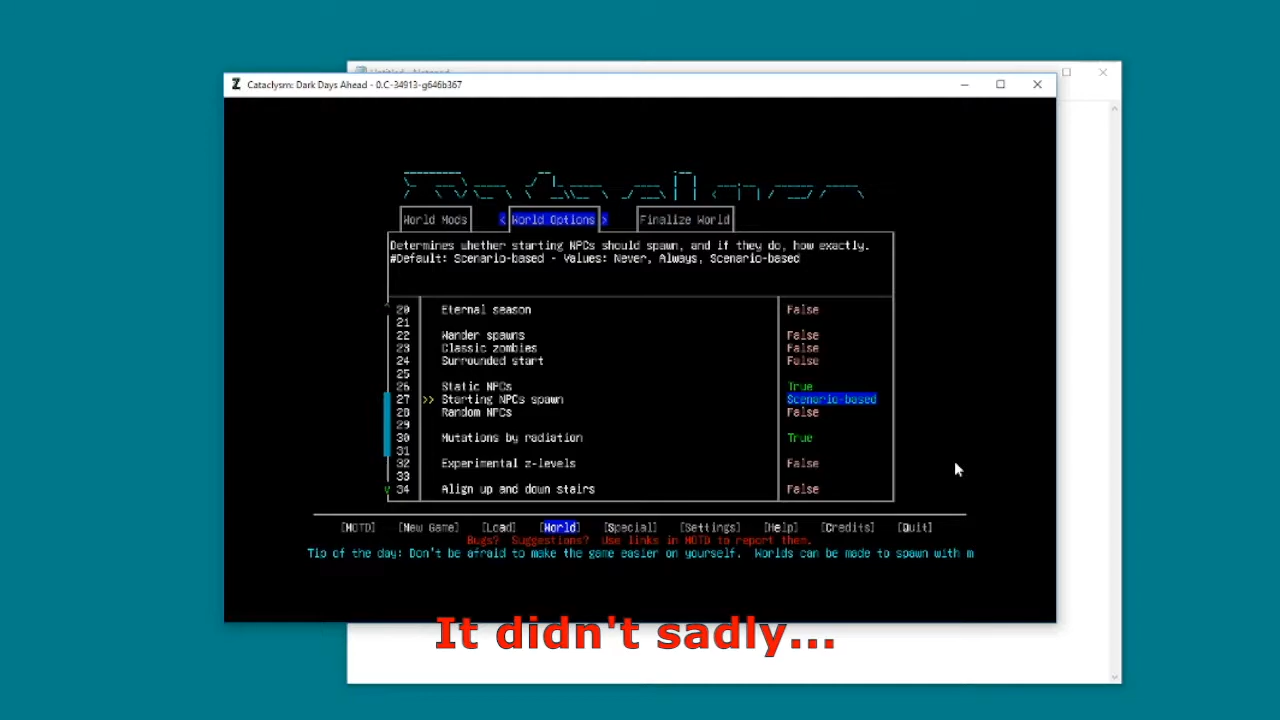 Cataclysm: Dark Days Ahead - 0.C-34913-g646b367
World Mods < World Options > Finalize World
Determines whether starting NPCs should spawn, and if they do, how exactly.
#Default: Scenario-based - Values: Never, Always, Scenario-based
^ 20 Eternal season False
21
22 Wander spawns False
23 Classic zombies False
24 Surrounded start False
25
26 Static NPCs True
27 >> Starting NPCs spawn Scenario-based
28 Random NPCs False
29
30 Mutations by radiation True
31
32 Experimental z-levels False
33
v 34 Align up and down stairs False
[MOTD] [New Game] [Load] [World] [Special] [Settings] [Help] [Credits] [Quit]
Bugs? Suggestions? Use links in MOTD to report them.
Tip of the day: Don't be afraid to make the game easier on yourself. Worlds can be made to spawn with m
It didn't sadly...